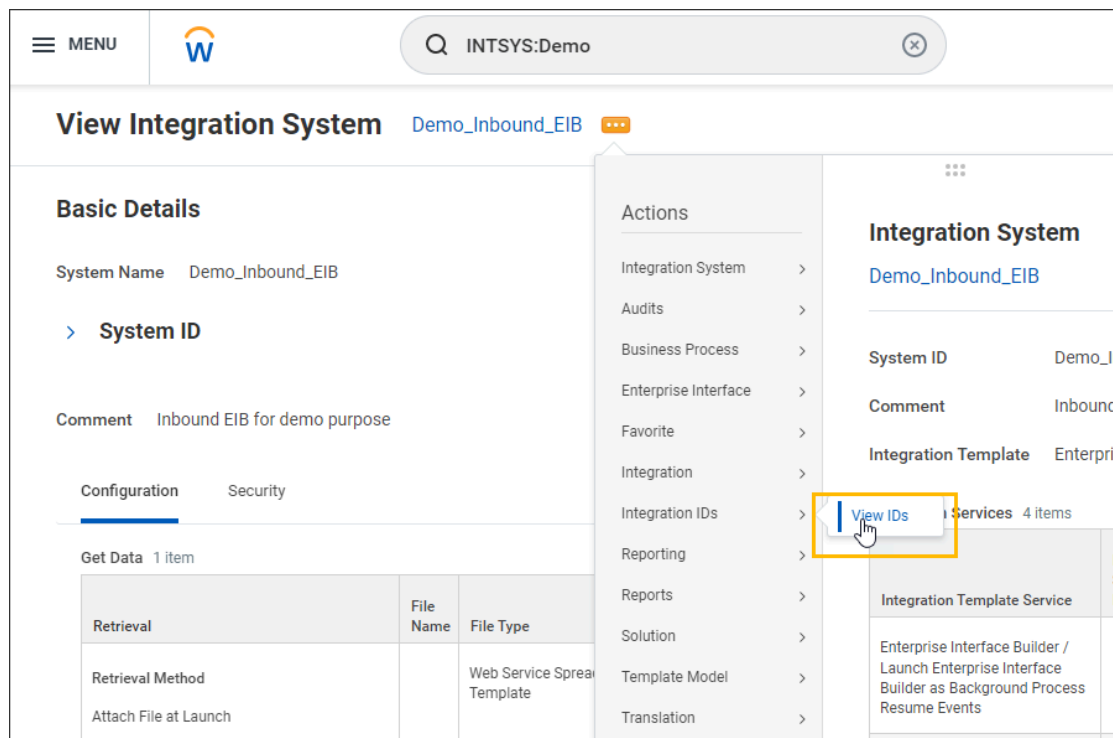 MENU
INTSYS:Demo
View Integration System Demo_Inbound_EIB
Basic Details
System Name Demo_Inbound_EIB
System ID
Comment Inbound EIB for demo purpose
Configuration Security
Get Data 1 item
Retrieval
File
Name
File Type
Retrieval Method
Attach File at Launch
Web Service Sprea
Template
Actions
Integration System
Audits
Business Process
Enterprise Interface
Favorite
Integration
Integration IDs
Reporting
Reports
Solution
Template Model
Translation
View IDs
Integration System
Demo_Inbound_EIB
System ID Demo_I
Comment Inbound
Integration Template Enterpri
Services 4 items
Integration Template Service
Enterprise Interface Builder /
Launch Enterprise Interface
Builder as Background Process
Resume Events